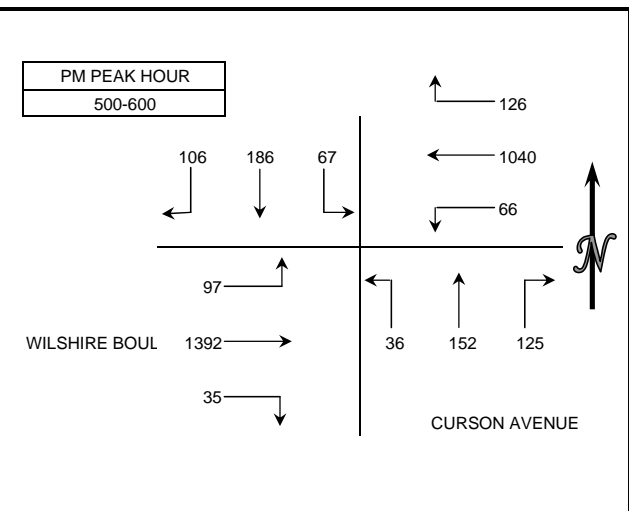 PM PEAK HOUR
500-600
126
106 186 67
1040
66
N
97
WILSHIRE BOUL 1392
36 152 125
35
CURSON AVENUE